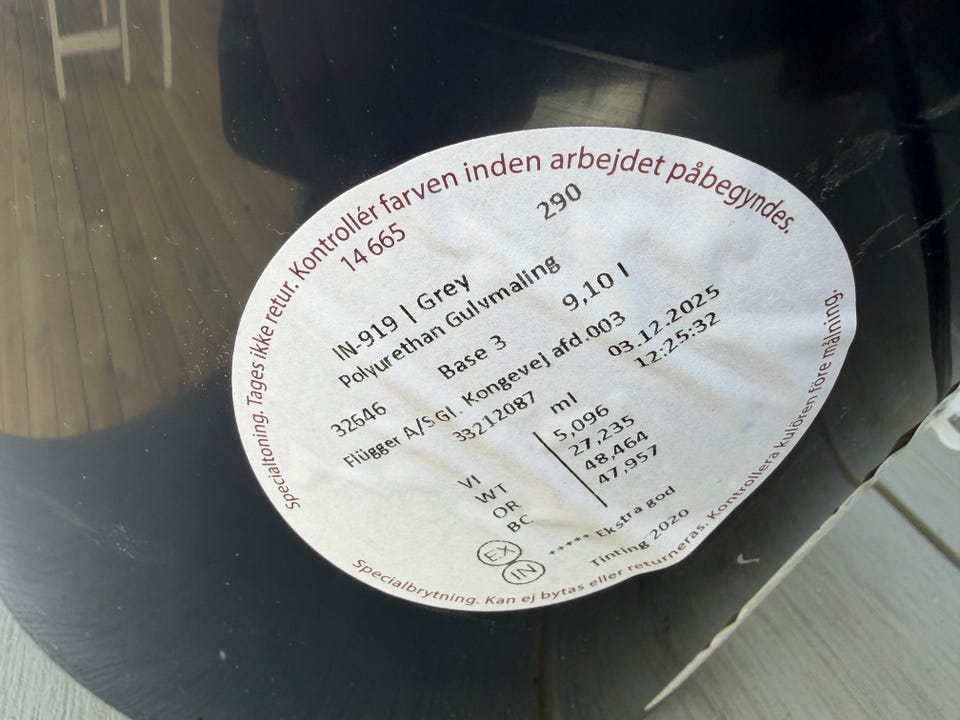 Specialtoning. Tages ikke retur. Kontrollér farven inden arbejdet påbegyndes.
14 665 290
IN-919 | Grey
Polyurethan Gulvmaling
Base 3 9,10 l
32646
Flügger A/S Gl. Kongevej afd.003
33212087 03.12.2025
12:25:32
ml
VI 5,096
WT 27,235
OR 48,464
BC 47,957
EX ***** Ekstra god
IN Tinting 2020
Specialbrytning. Kan ej bytas eller returneras. Kontrollera kulören före målning.